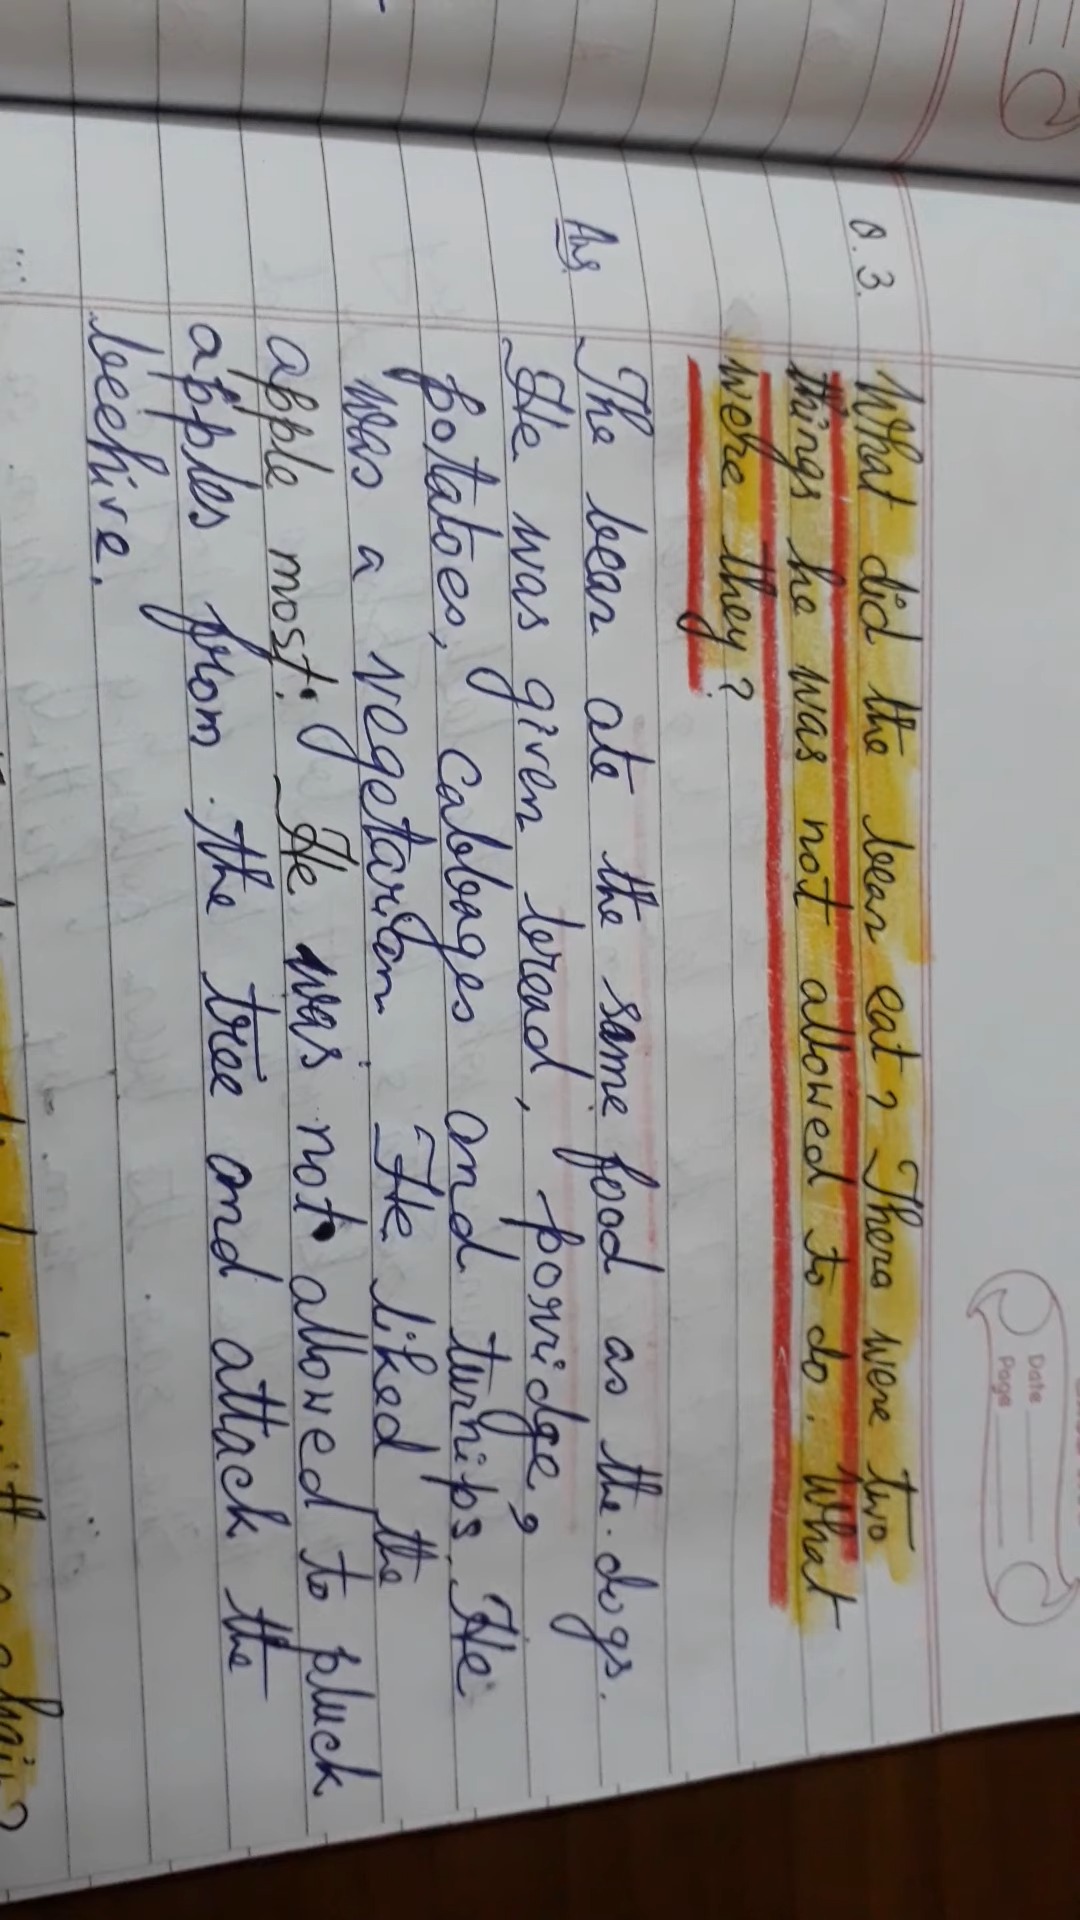 Date
Page
Q.3. What did the bear eat? There were two
things he was not allowed to do. What
were they?
Ans The bear ate the same food as the dogs.
He was given bread, porridge,
potatoes, cabbages and turnips. He
was a vegetarian. He liked the
apple most. He was not allowed to pluck
apples from the tree and attack the
beehive.